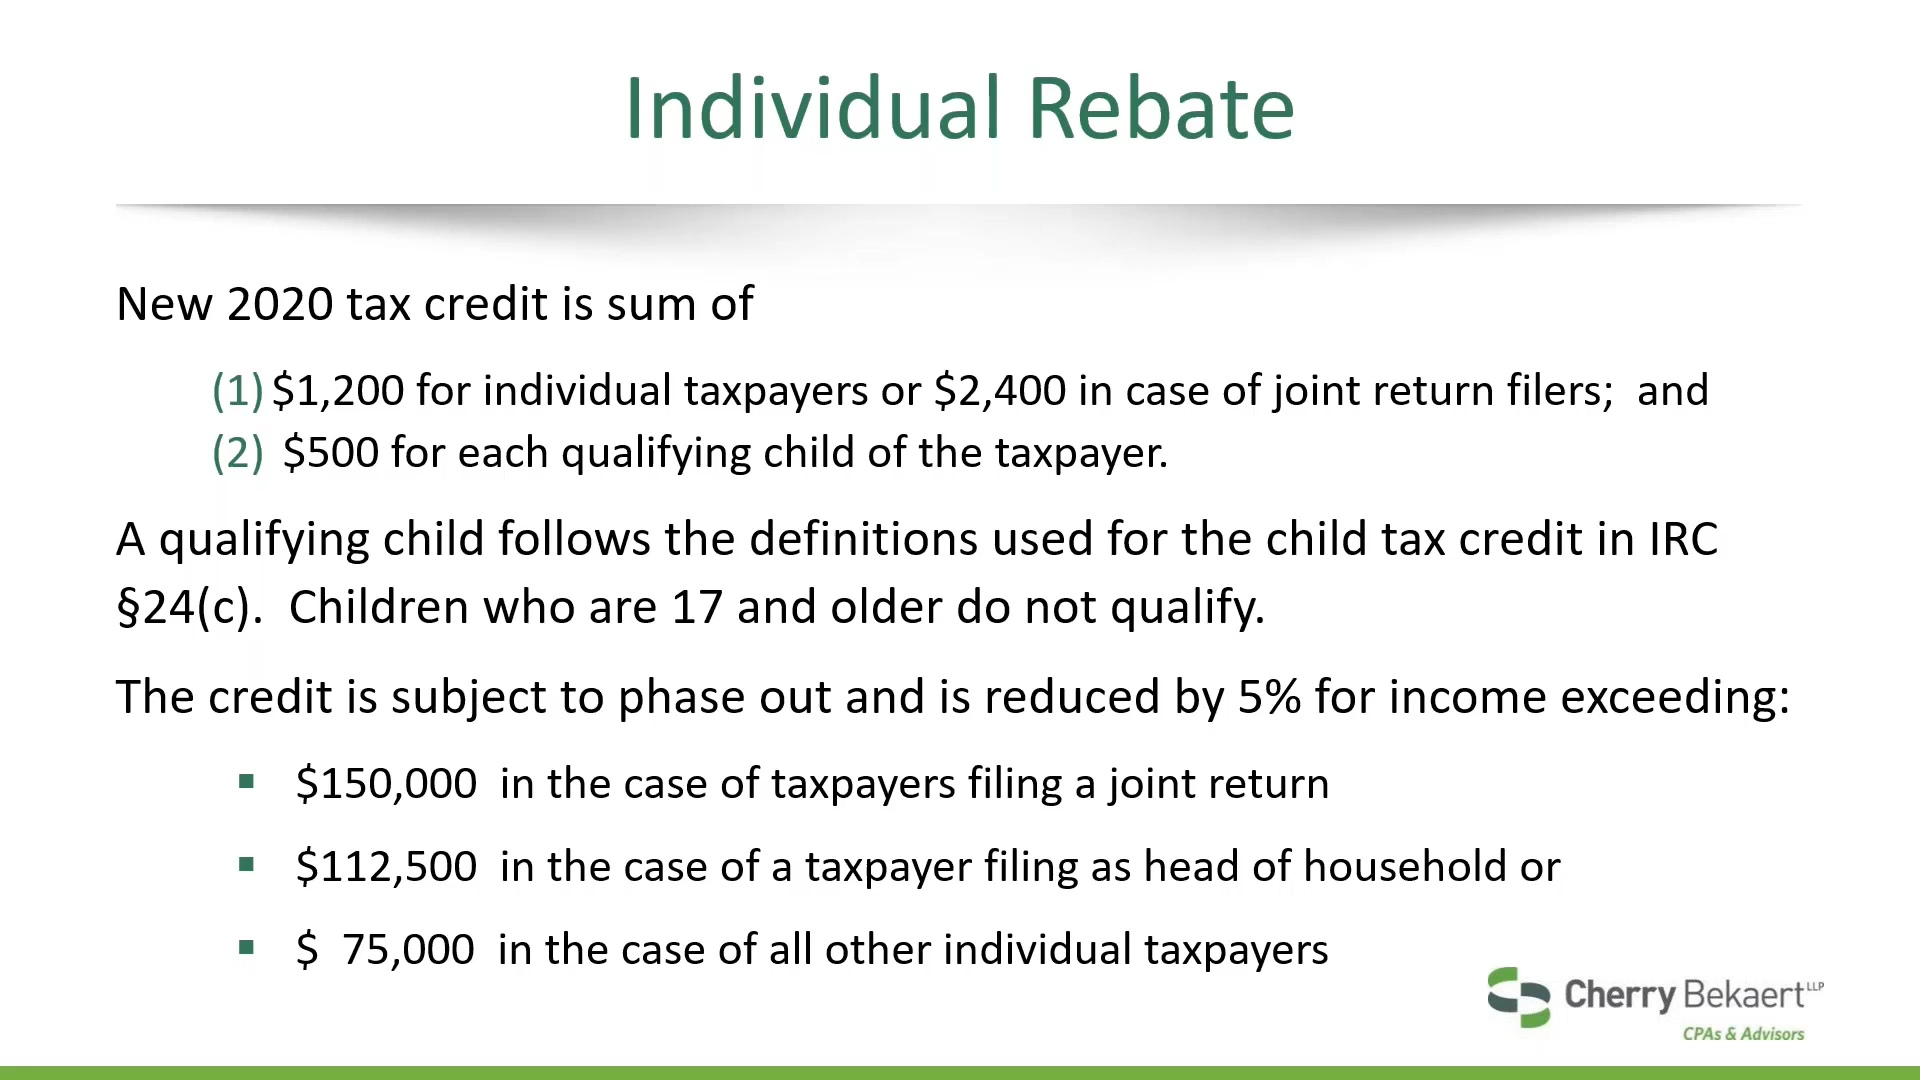 Individual Rebate
New 2020 tax credit is sum of
(1) $1,200 for individual taxpayers or $2,400 in case of joint return filers;  and
(2)  $500 for each qualifying child of the taxpayer.
A qualifying child follows the definitions used for the child tax credit in IRC
§24(c).  Children who are 17 and older do not qualify.
The credit is subject to phase out and is reduced by 5% for income exceeding:
▪ $150,000  in the case of taxpayers filing a joint return
▪ $112,500  in the case of a taxpayer filing as head of household or
▪ $  75,000  in the case of all other individual taxpayers
Cherry Bekaert LLP
CPAs & Advisors